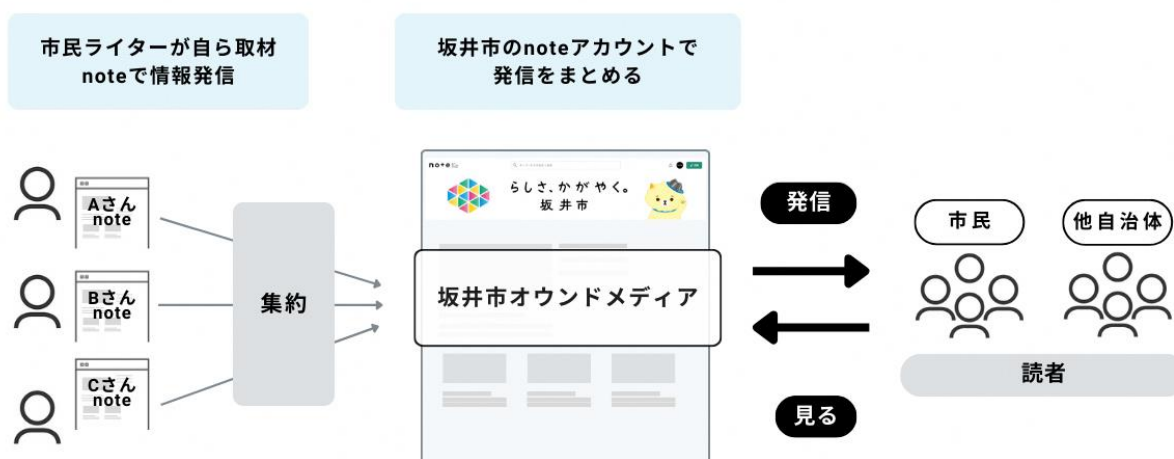 市民ライターが自ら取材
noteで情報発信
坂井市のnoteアカウントで
発信をまとめる
Aさん
note
Bさん
note
Cさん
note
集約
note
らしさ、かがやく。
坂井市
坂井市オウンドメディア
発信
見る
市民
他自治体
読者